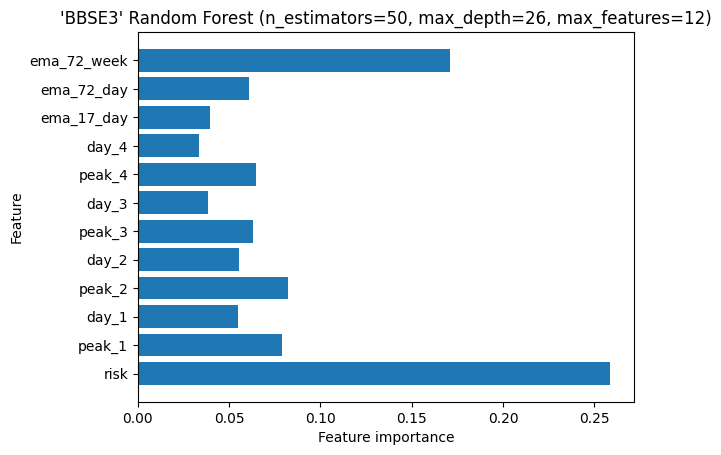 'BBSE3' Random Forest (n_estimators=50, max_depth=26, max_features=12)
ema_72_week
ema_72_day
ema_17_day
day_4
peak_4
day_3
peak_3
day_2
peak_2
day_1
peak_1
risk
Feature
0.00 0.05 0.10 0.15 0.20 0.25
Feature importance